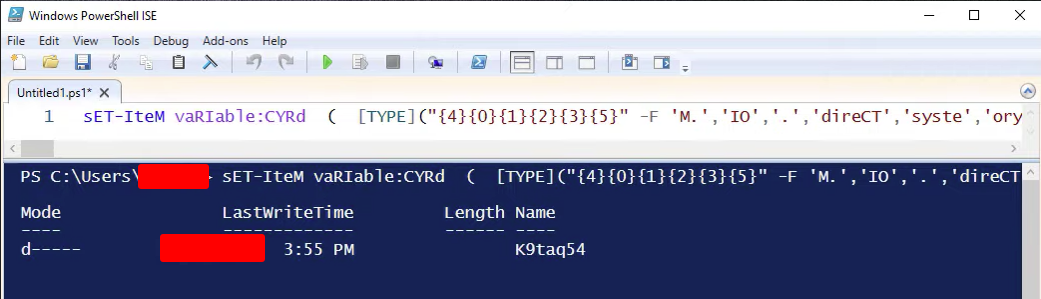 Windows PowerShell ISE
File Edit View Tools Debug Add-ons Help
Untitled1.ps1*
1 sET-IteM vaRIable:CYRd ( [TYPE]("{4}{0}{1}{2}{3}{5}" -F 'M.','IO','.','direCT','syste','ory
PS C:\Users\ > sET-IteM vaRIable:CYRd ( [TYPE]("{4}{0}{1}{2}{3}{5}" -F 'M.','IO','.','direCT
Mode LastWriteTime Length Name
---- ------------- ------ ----
d----- 3:55 PM K9taq54